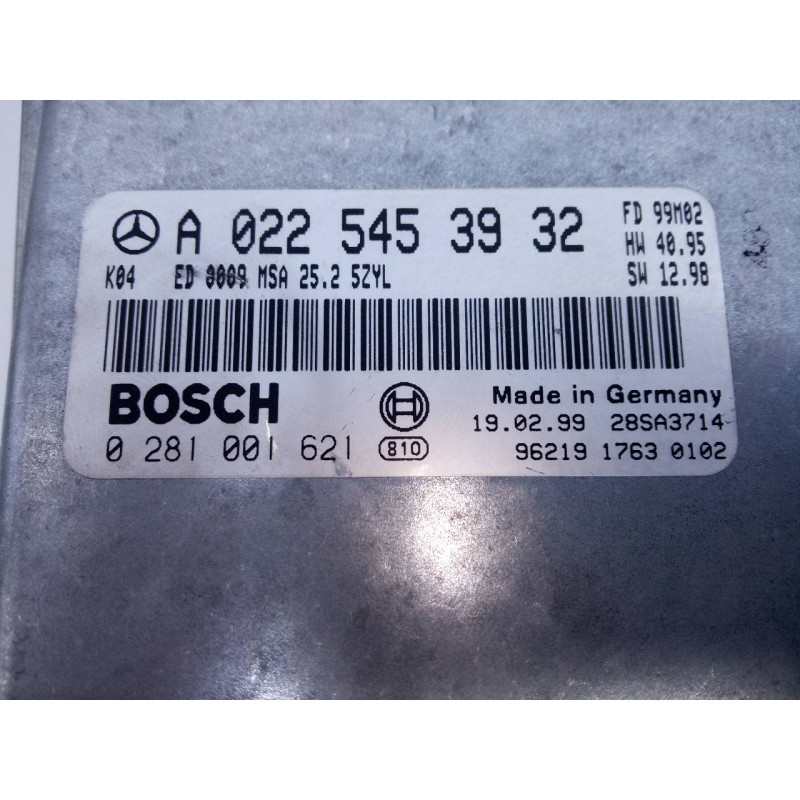 A 022 545 39 32 FD 99M02
HW 40.95
K04 ED 0009 MSA 25.2 5ZYL SW 12.98
BOSCH Made in Germany
19.02.99 28SA3714
0 281 001 621 810 96219 1763 0102